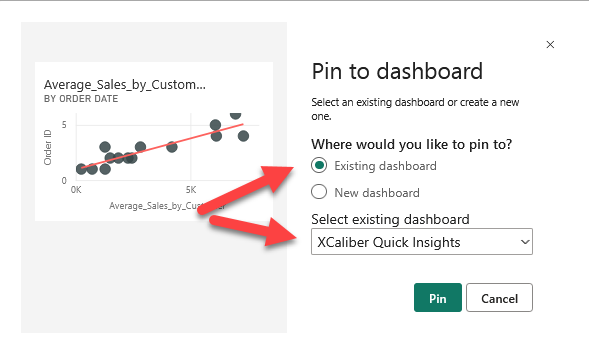 Average_Sales_by_Custom...
BY ORDER DATE
Order ID
5
0
0K
5K
Average_Sales_by_Customer
Pin to dashboard
Select an existing dashboard or create a new
one.
Where would you like to pin to?
Existing dashboard
New dashboard
Select existing dashboard
XCaliber Quick Insights
Pin
Cancel